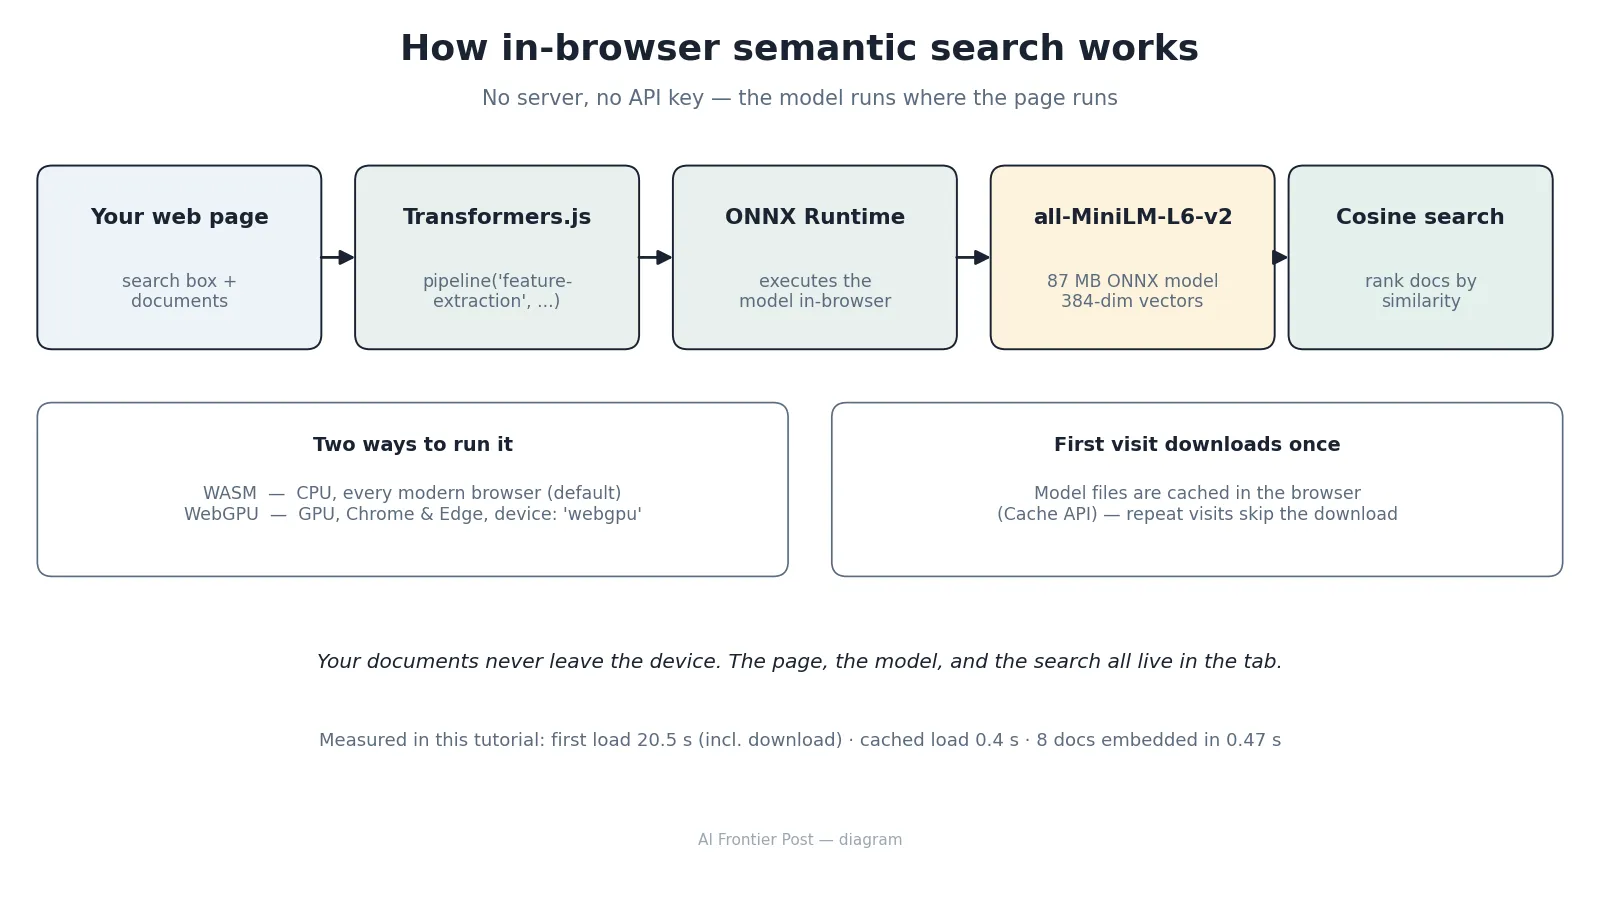 How in-browser semantic search works
No server, no API key — the model runs where the page runs
Your web page
search box +
documents
Transformers.js
pipeline('feature-
extraction', ...)
ONNX Runtime
executes the
model in-browser
all-MiniLM-L6-v2
87 MB ONNX model
384-dim vectors
Cosine search
rank docs by
similarity
Two ways to run it
WASM — CPU, every modern browser (default)
WebGPU — GPU, Chrome & Edge, device: 'webgpu'
First visit downloads once
Model files are cached in the browser
(Cache API) — repeat visits skip the download
Your documents never leave the device. The page, the model, and the search all live in the tab.
Measured in this tutorial: first load 20.5 s (incl. download) · cached load 0.4 s · 8 docs embedded in 0.47 s
AI Frontier Post — diagram